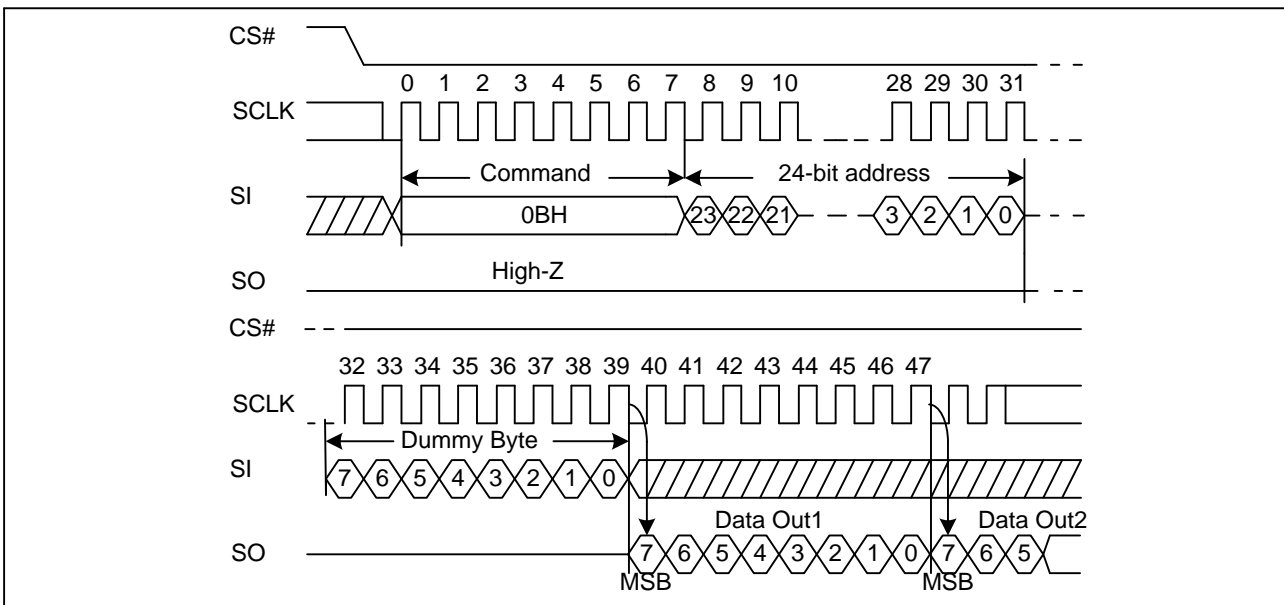 CS#
0 1 2 3 4 5 6 7 8 9 10 28 29 30 31
SCLK
Command 24-bit address
SI
0BH 23 22 21 3 2 1 0
High-Z
SO
CS#
32 33 34 35 36 37 38 39 40 41 42 43 44 45 46 47
SCLK
Dummy Byte
SI
7 6 5 4 3 2 1 0
Data Out1 Data Out2
SO
7 6 5 4 3 2 1 0 7 6 5
MSB MSB